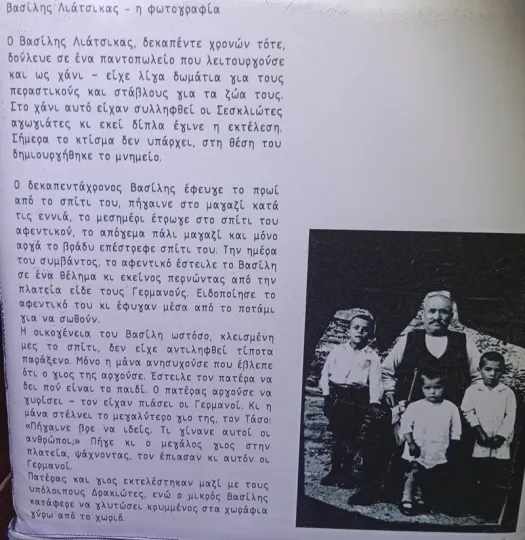 Βασίλης Λιάτσικας - η φωτογραφία
Ο Βασίλης Λιάτσικας, δεκαπέντε χρονών τότε,
δούλευε σε ένα παντοπωλείο που λειτουργούσε
και ως χάνι – είχε λίγα δωμάτια για τους
περαστικούς και στάβλους για τα ζώα τους.
Στο χάνι αυτό είχαν συλληφθεί οι Σεσκλιώτες
αγωγιάτες κι εκεί δίπλα έγινε η εκτέλεση.
Σήμερα το κτίσμα δεν υπάρχει, στη θέση του
δημιουργήθηκε το μνημείο.
Ο δεκαπεντάχρονος Βασίλης έφευγε το πρωί
από το σπίτι του, πήγαινε στο μαγαζί κατά
τις εννιά, το μεσημέρι έτρωγε στο σπίτι του
αφεντικού, το απόγεμα πάλι μαγαζί και μόνο
αργά το βράδυ επέστρεφε σπίτι του. Την ημέρα
του συμβάντος, το αφεντικό έστειλε το Βασίλη
σε ένα θέλημα κι εκείνος περνώντας από την
πλατεία είδε τους Γερμανούς. Ειδοποίησε το
αφεντικό του κι έφυγαν μέσα από το ποτάμι
για να σωθούν.
Η οικογένεια του Βασίλη ωστόσο, κλεισμένη
μες το σπίτι, δεν είχε αντιληφθεί τίποτα
παράξενο. Μόνο η μάνα ανησυχούσε που έβλεπε
ότι ο γιος της αργούσε. Έστειλε τον πατέρα να
δει πού είναι το παιδί. Ο πατέρας αργούσε να
γυρίσει – τον είχαν πιάσει οι Γερμανοί. Κι η
μάνα στέλνει το μεγαλύτερο γιο της, τον Τάσο:
«Πήγαινε βρε να ιδείς. Τι γίνανε αυτοί οι
ανθρώποι;» Πήγε κι ο μεγάλος γιος στην
πλατεία, ψάχνοντας, τον έπιασαν κι αυτόν οι
Γερμανοί.
Πατέρας και γιος εκτελέστηκαν μαζί με τους
υπόλοιπους Δρακιώτες, ενώ ο μικρός Βασίλης
κατάφερε να γλυτώσει κρυμμένος στα χωράφια
γύρω από το χωριό.